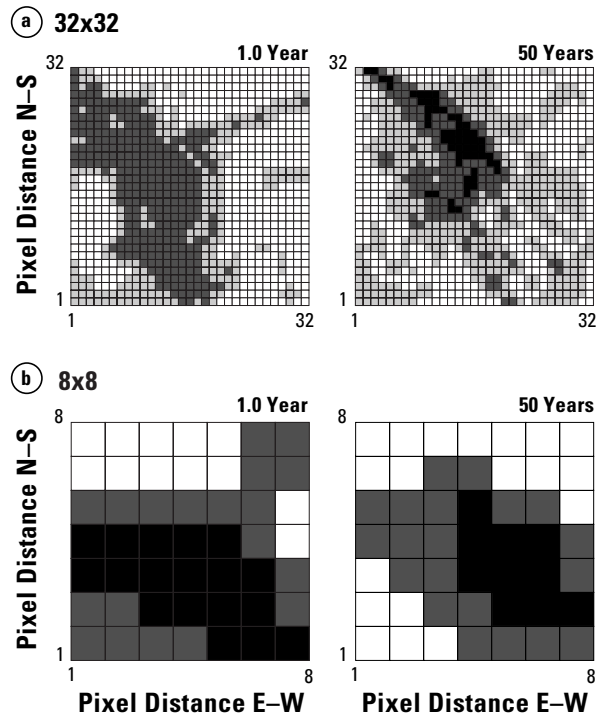 a 32x32
1.0 Year
50 Years
32
Pixel Distance N–S
1
1
32
1
32
b 8x8
1.0 Year
50 Years
8
8
Pixel Distance N–S
1
1
1
8
1
8
Pixel Distance E–W
Pixel Distance E–W